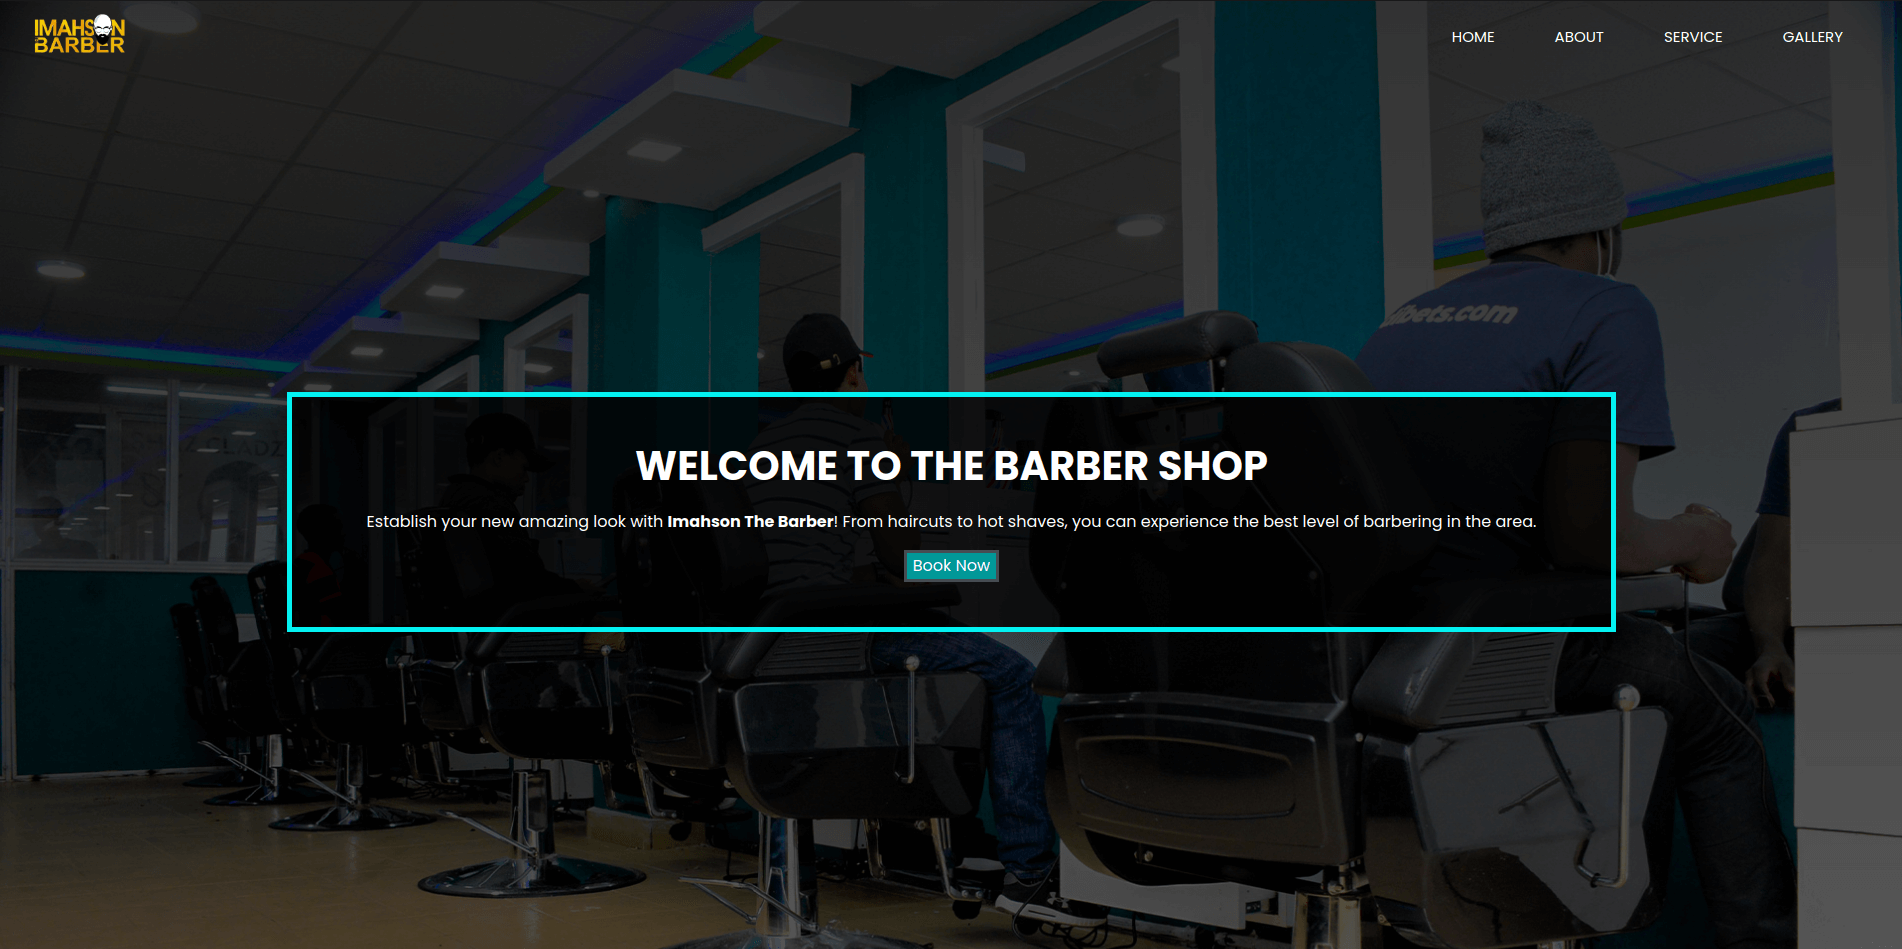 IMAHSON
BARBER
HOME
ABOUT
SERVICE
GALLERY
WELCOME TO THE BARBER SHOP
Establish your new amazing look with Imahson The Barber! From haircuts to hot shaves, you can experience the best level of barbering in the area.
Book Now